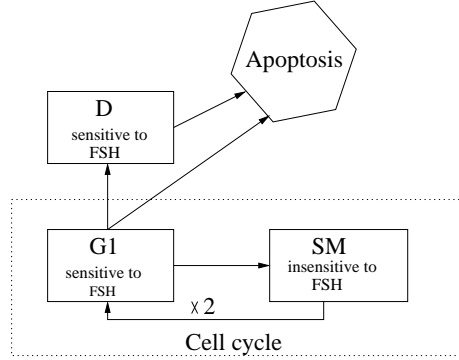 Apoptosis
D
sensitive to
FSH
G1
sensitive to
FSH
SM
insensitive to
FSH
x 2
Cell cycle